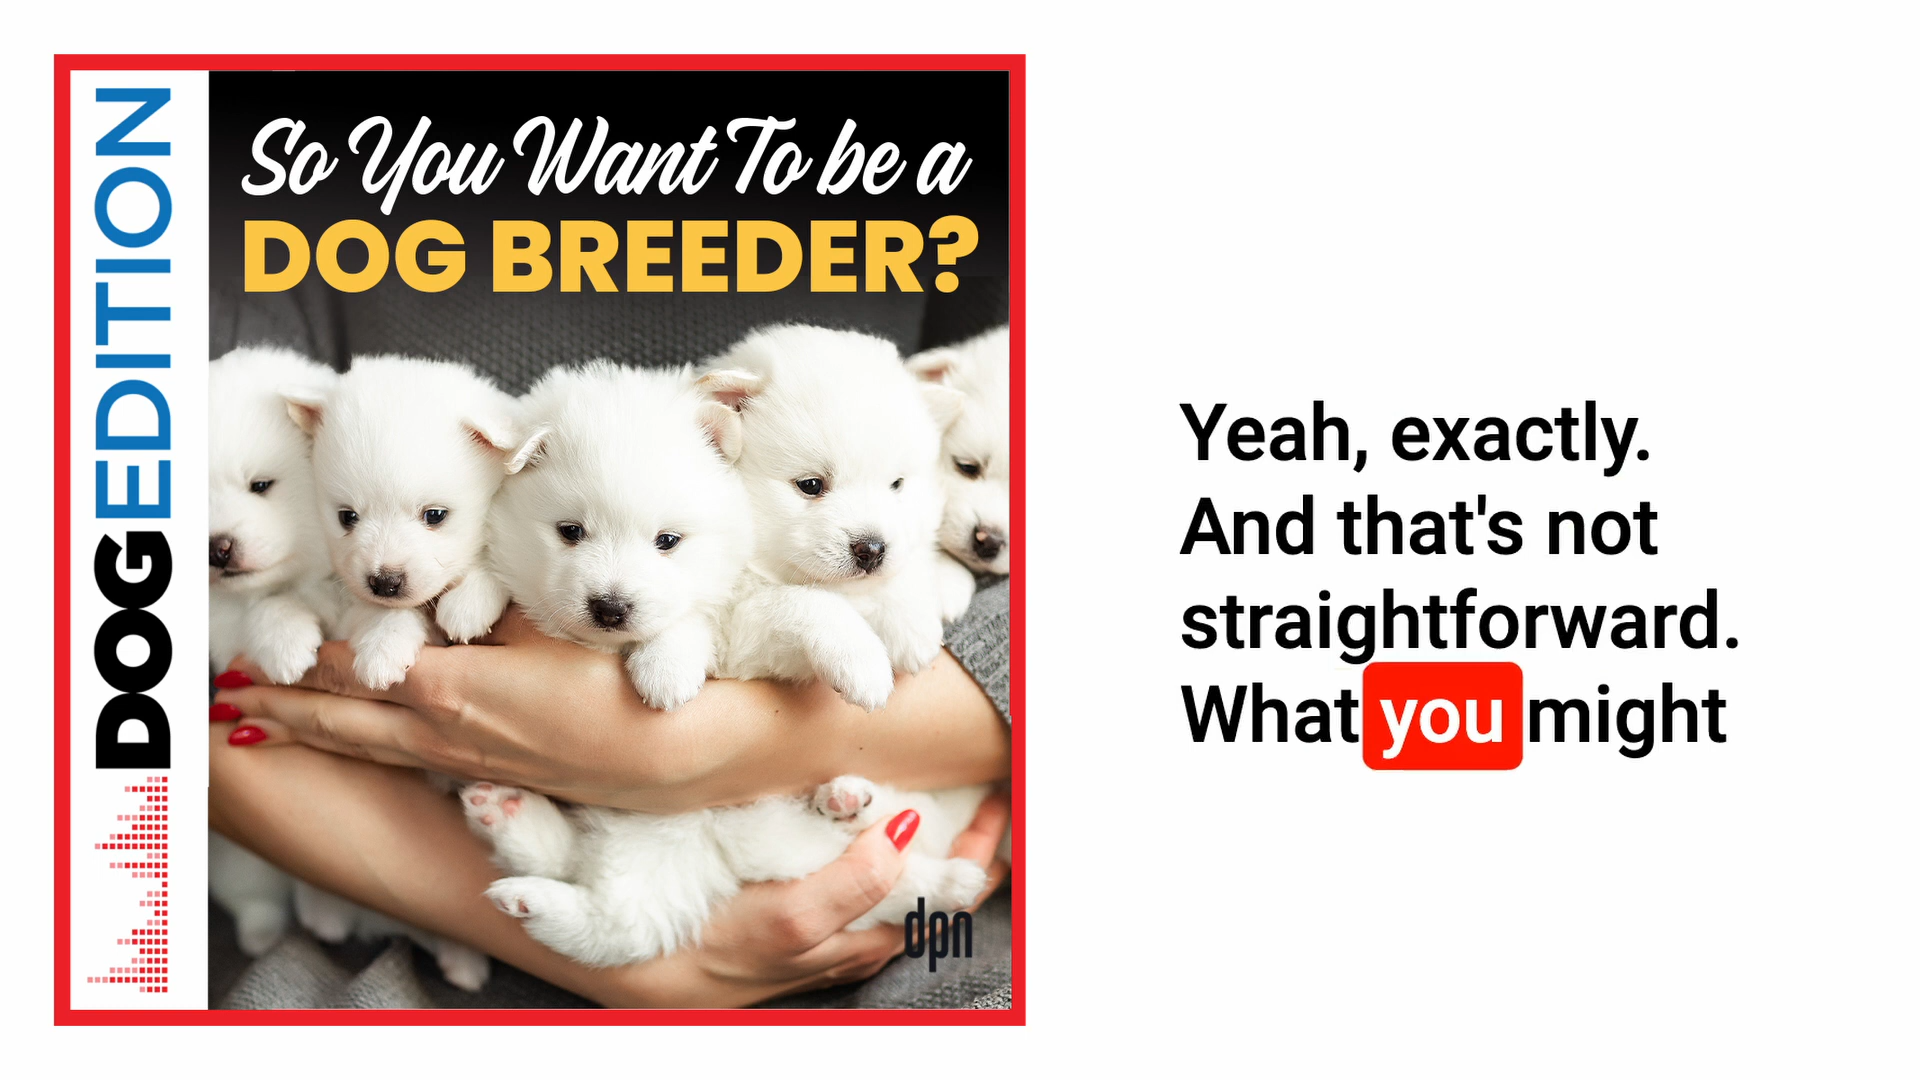 DOGEDITION
So You Want To be a
DOG BREEDER?
dpn
Yeah, exactly.
And that's not
straightforward.
What you might